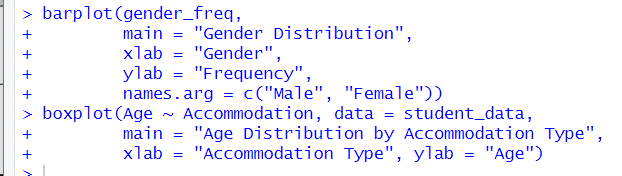 > barplot(gender_freq,
+         main = "Gender Distribution",
+         xlab = "Gender",
+         ylab = "Frequency",
+         names.arg = c("Male", "Female"))
> boxplot(Age ~ Accommodation, data = student_data,
+         main = "Age Distribution by Accommodation Type",
+         xlab = "Accommodation Type", ylab = "Age")
>